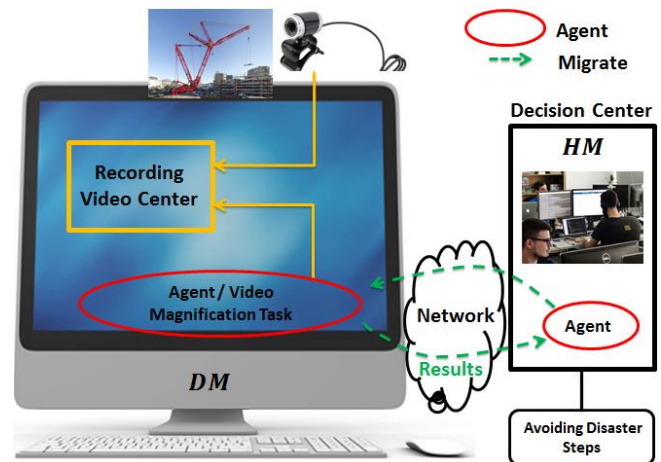 Agent
Migrate
Decision Center
HM
Recording
Video Center
Agent / Video
Magnification Task
Network
Agent
Results
DM
Avoiding Disaster
Steps